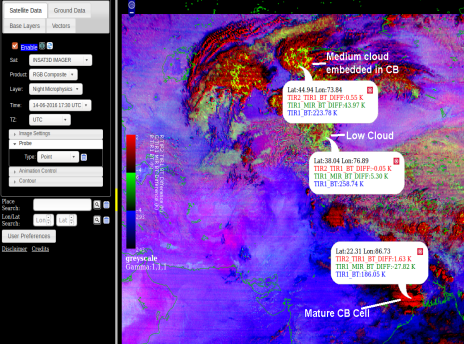 Satellite Data
Ground Data
Base Layers
Vectors
Enable
Sat:
INSAT3D IMAGER
Product:
RGB Composite
Layer:
Night Microphysics
Time:
14-06-2016 17:30 UTC
TZ:
UTC
Image Settings
Probe
Type:
Point
Animation Control
Contour
Place
Search:
Lon/Lat
Search:
Lon
Lat
User Preferences
Disclaimer Credits
greyscale
Gamma:1,1,1
Medium cloud
embedded in CB
Lat:44.94 Lon:73.84
TIR2_TIR1_BT_DIFF:0.55 K
TIR1_MIR_BT_DIFF:43.97 K
TIR1_BT:223.78 K
Low Cloud
Lat:38.04 Lon:76.89
TIR2_TIR1_BT_DIFF:-0.05 K
TIR1_MIR_BT_DIFF:5.30 K
TIR1_BT:258.74 K
Lat:22.31 Lon:86.73
TIR2_TIR1_BT_DIFF:1.63 K
TIR1_MIR_BT_DIFF:-27.82 K
TIR1_BT:186.05 K
Mature CB Cell